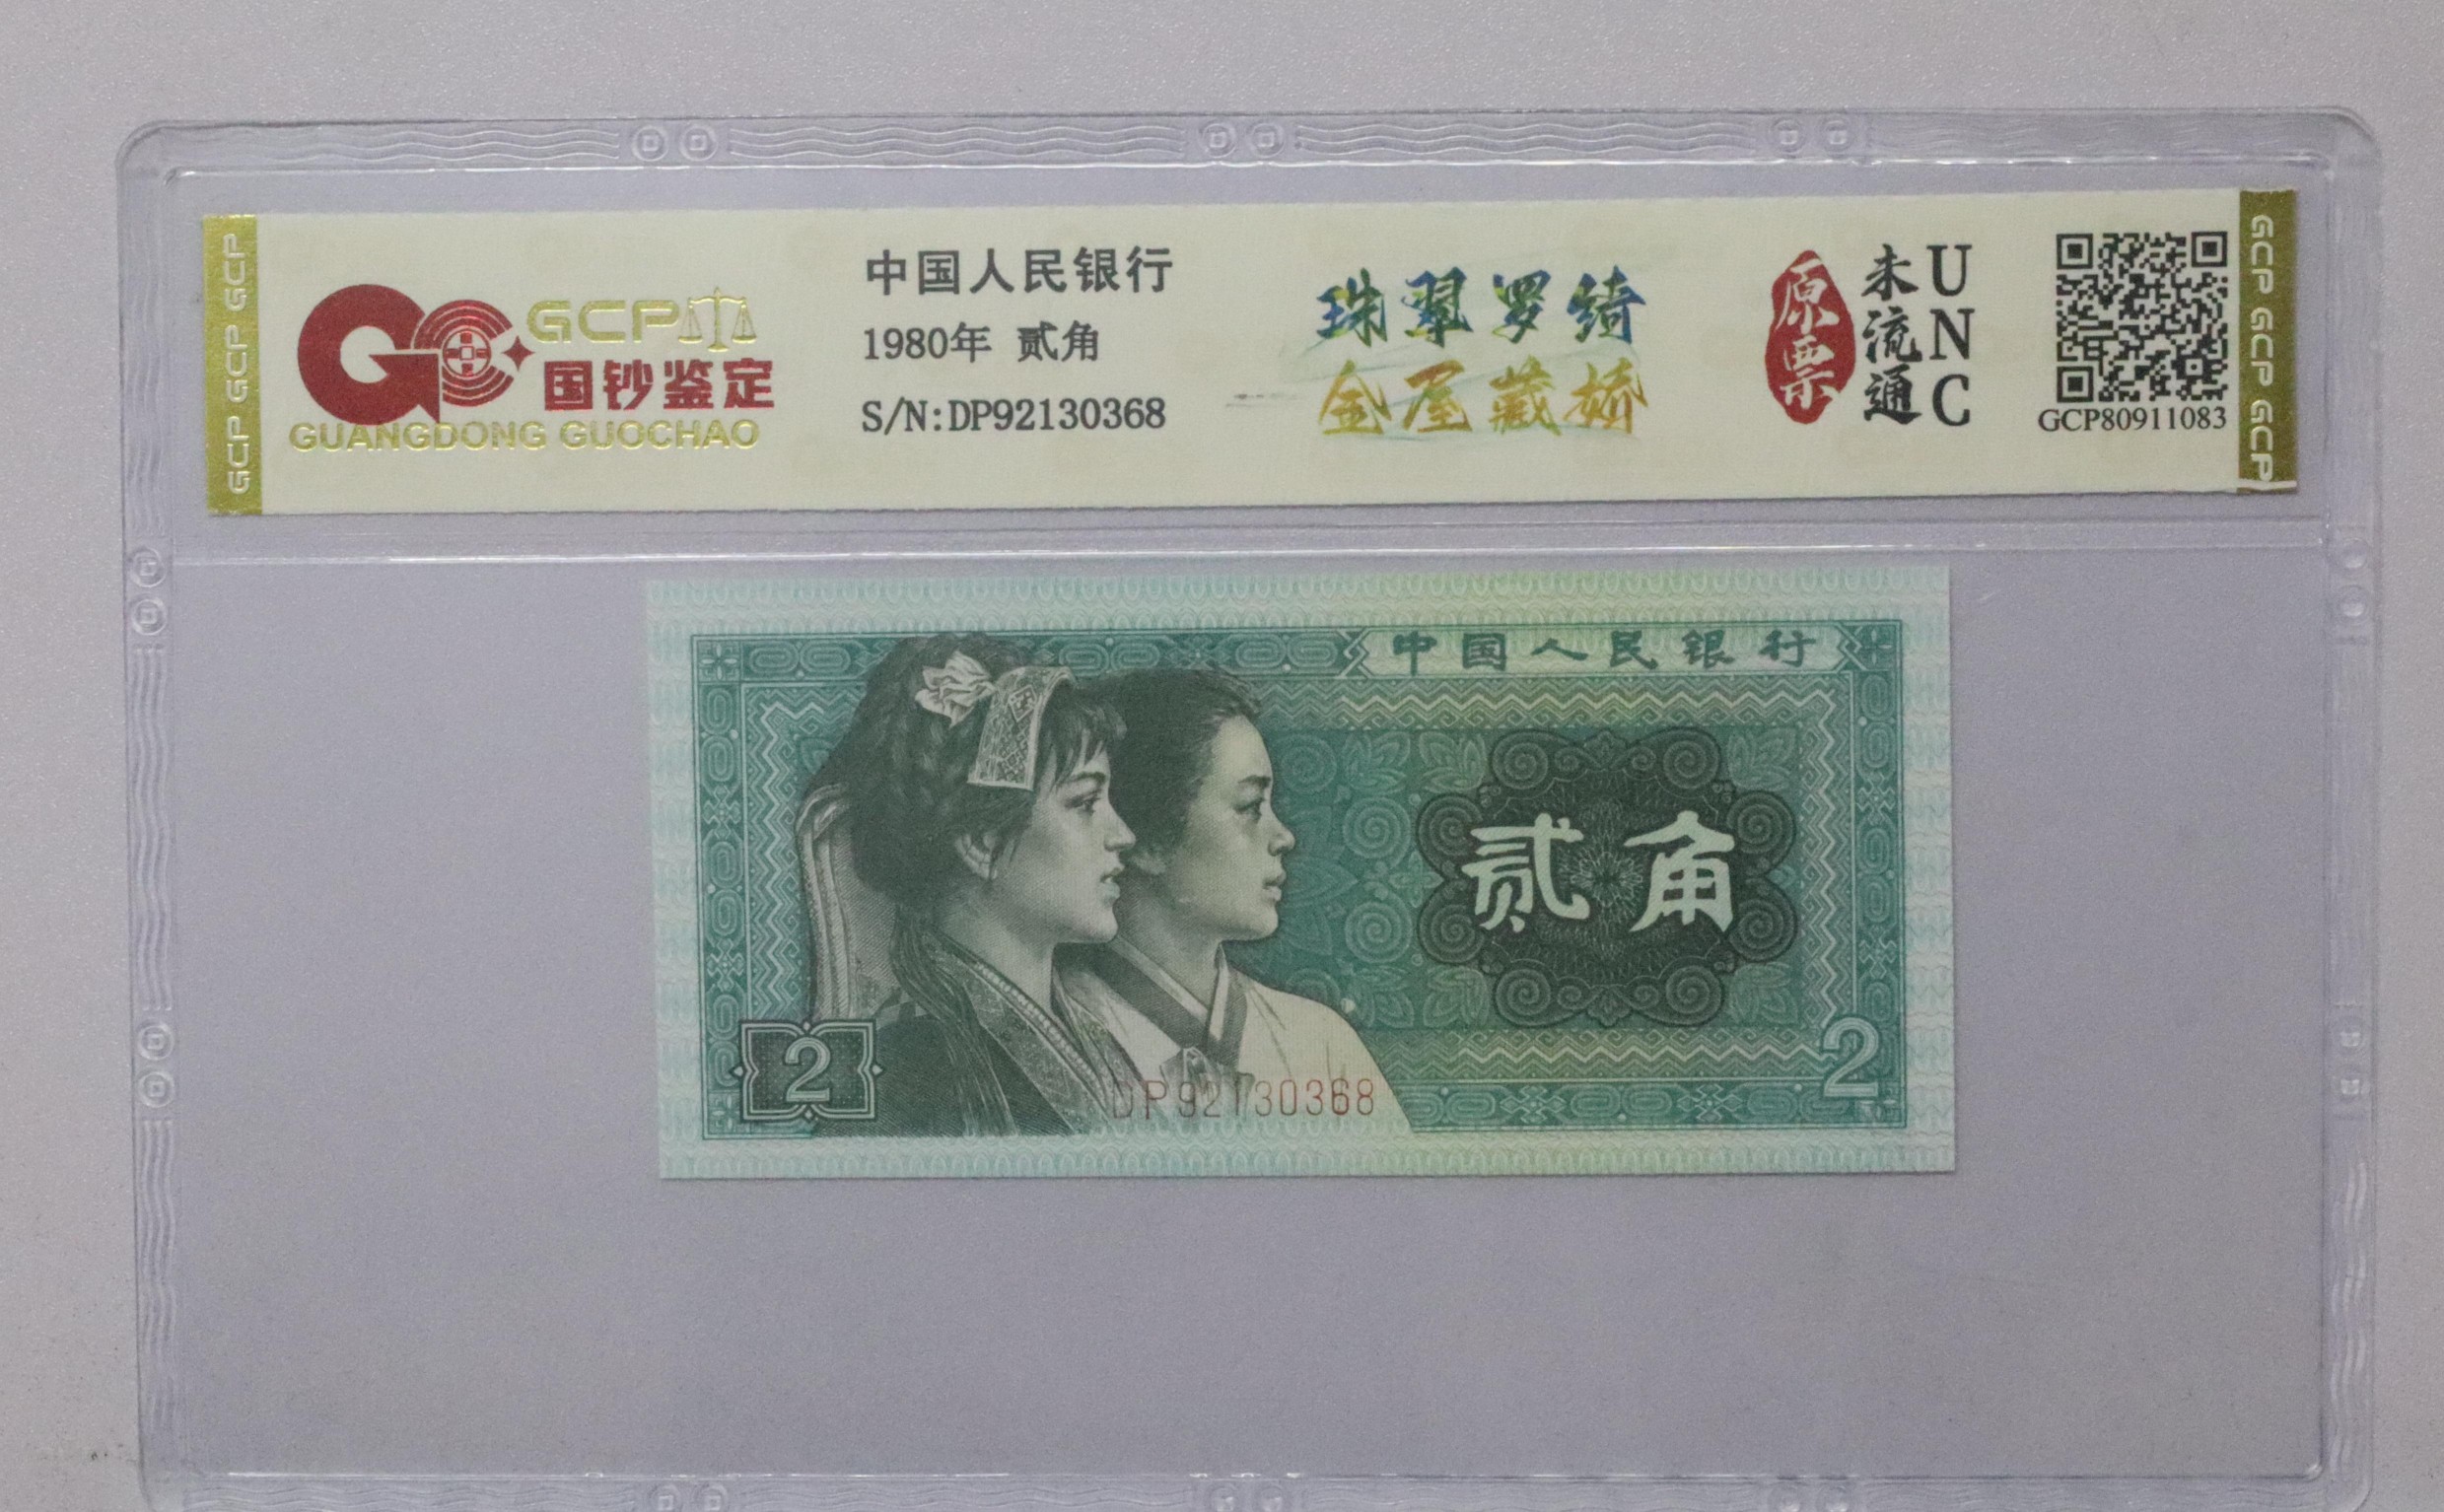 GCP GCP GCP
GCP
国钞鉴定
GUANGDONG GUOCHAO
中国人民银行
1980年 贰角
S/N:DP92130368
珠翠罗绮
金屋藏娇
原票
未流通
UNC
GCP80911083
GCP GCP GCP
中国人民银行
贰角
2
2
DP92130368